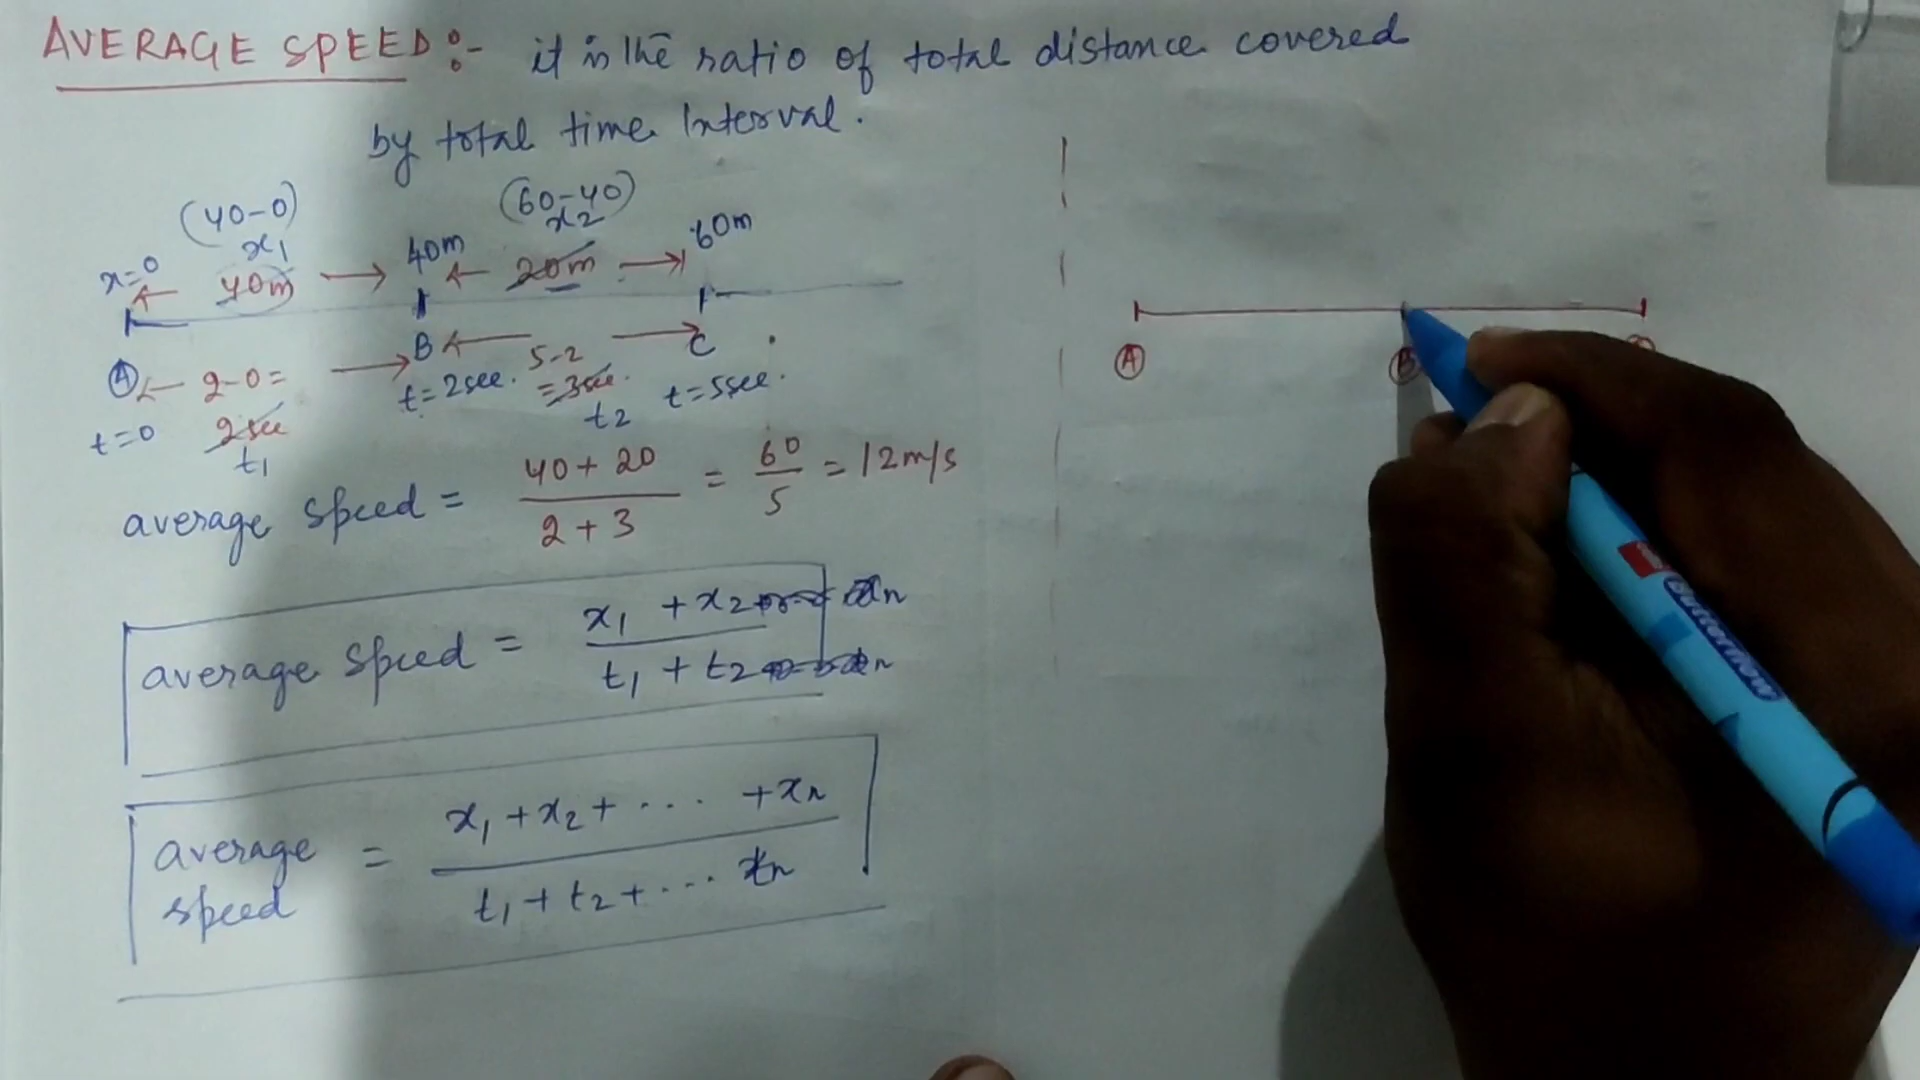 AVERAGE SPEED :- it is the ratio of total distance covered
by total time Interval.
(40-0) (60-40)
x1 x2
x=0 40m 40m 20m 60m
A B C
2-0= 5-2
t=0 2sec t=2sec. =3sec. t=5sec.
t1 t2
average speed = 40+20 / 2+3 = 60/5 = 12m/s
average speed = x1 + x2 / t1 + t2
average speed = x1+x2+... +xn / t1+t2+... tn
A B
Butterflow